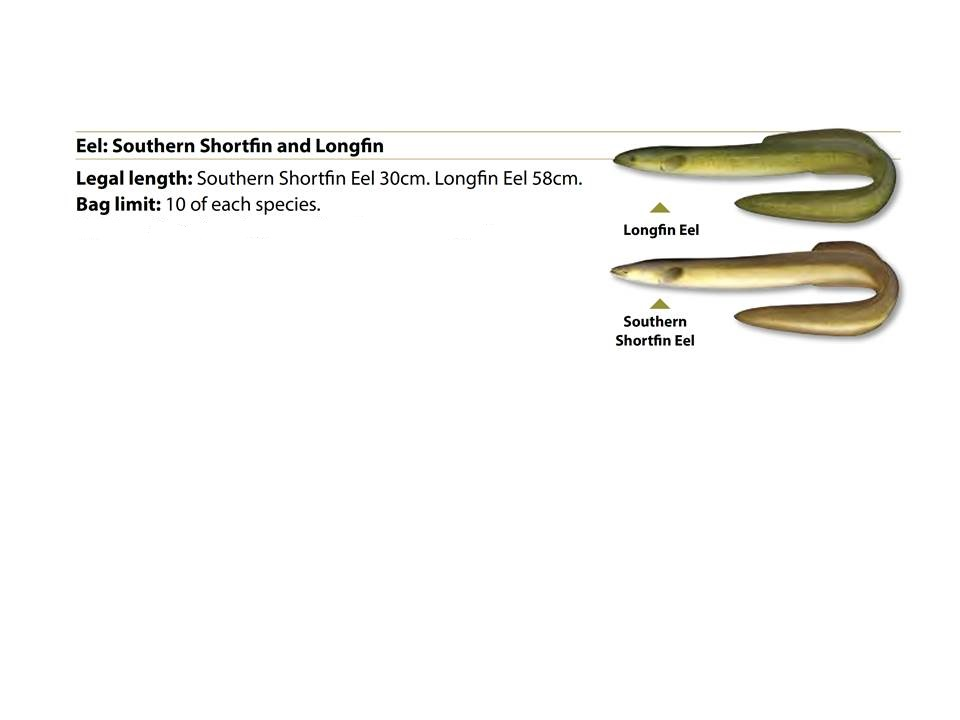 Eel: Southern Shortfin and Longfin
Legal length: Southern Shortfin Eel 30cm. Longfin Eel 58cm.
Bag limit: 10 of each species.
Longfin Eel
Southern
Shortfin Eel